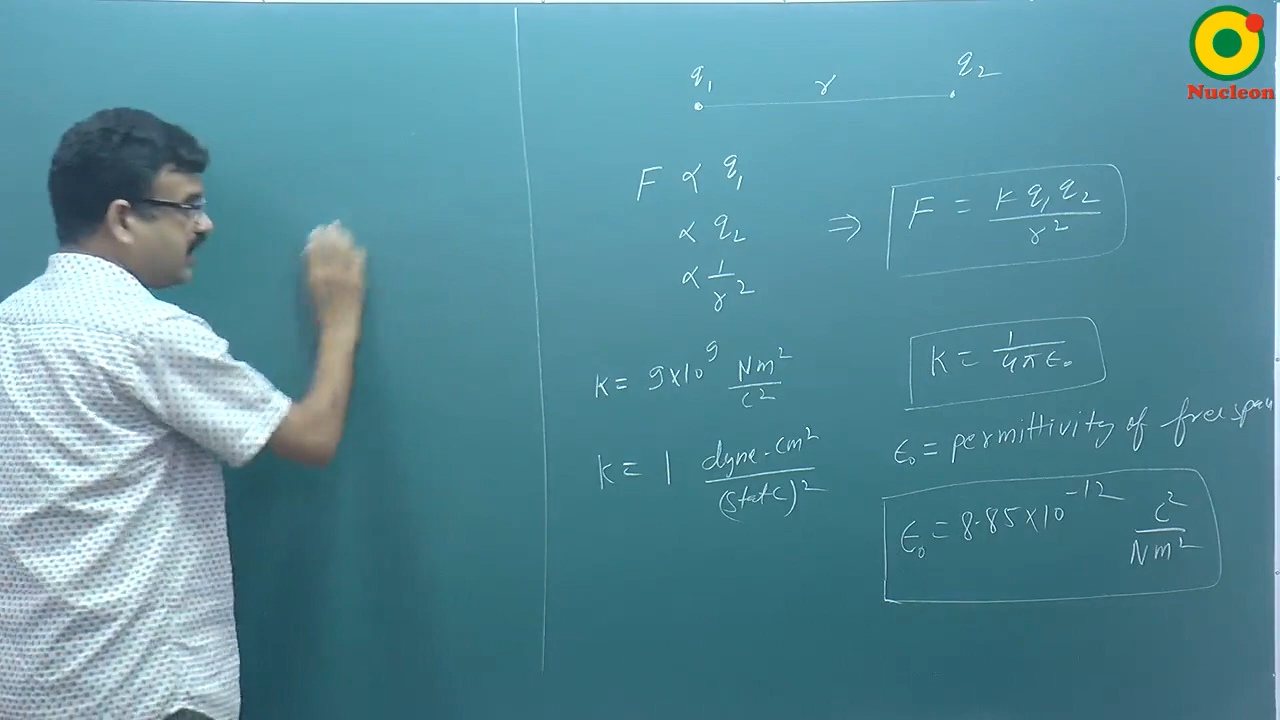 Nucleon
q₁ r q₂
F ∝ q₁
∝ q₂
∝ 1/r²
⇒ F = K q₁ q₂ / r²
K = 9×10⁹ Nm²/C²
K = 1/4πϵ₀
K = 1 dyne-cm²/(statC)²
ϵ₀ = permittivity of free space
ϵ₀ = 8.85×10⁻¹² C²/Nm²